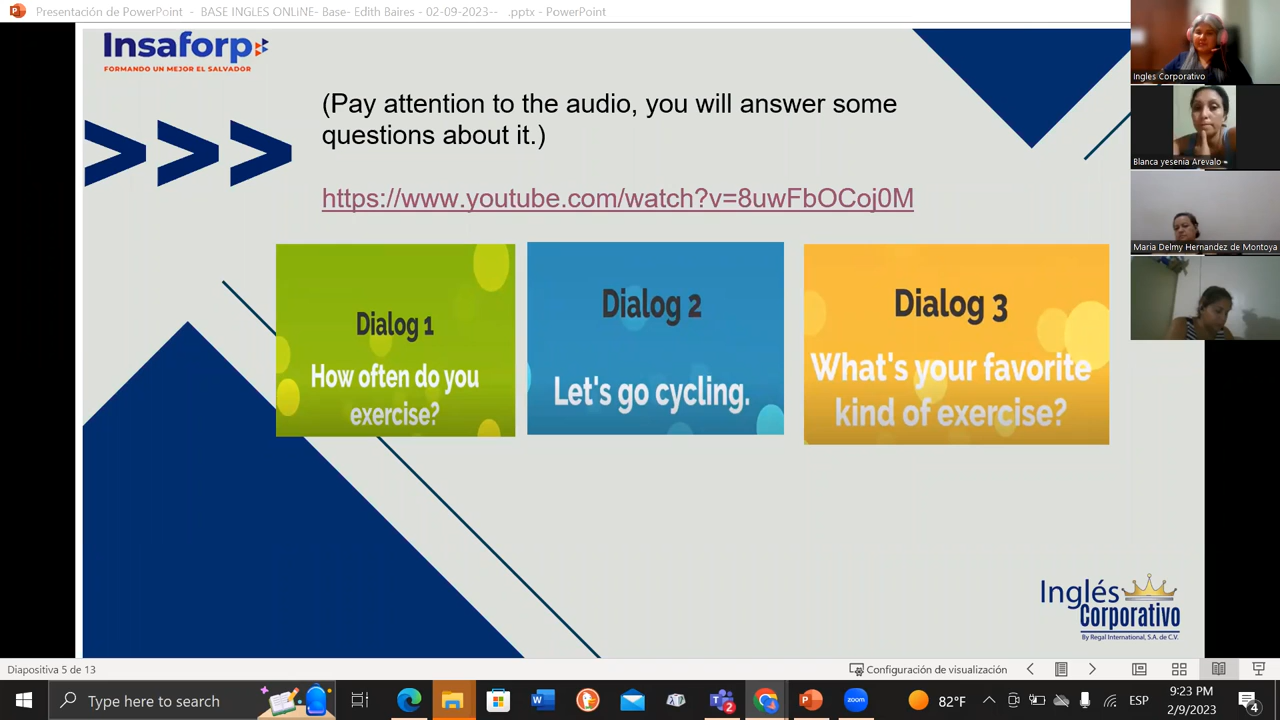 Presentación de PowerPoint - BASE INGLES ONLiNE- Base- Edith Baires - 02-09-2023-- .pptx - PowerPoint
Insaforp
FORMANDO UN MEJOR EL SALVADOR
(Pay attention to the audio, you will answer some
questions about it.)
https://www.youtube.com/watch?v=8uwFbOCoj0M
Dialog 1
How often do you
exercise?
Dialog 2
Let's go cycling.
Dialog 3
What's your favorite
kind of exercise?
Ingles Corporativo
Blanca yesenia Arevalo
Maria Delmy Hernandez de Montoya
Inglés
Corporativo
By Regal International, S.A. de C.V.
Diapositiva 5 de 13
Configuración de visualización
Type here to search
2
82°F
ESP
9:23 PM
2/9/2023
4